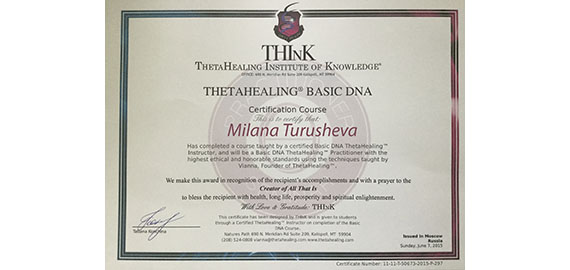 THInK
THETAHEALING INSTITUTE OF KNOWLEDGE®
OFFICE: 690 N. Meridian Rd Suite 209 Kalispell, MT 59904
THETAHEALING® BASIC DNA
Certification Course
This is to certify that:
Milana Turusheva
Has completed a course taught by a certified Basic DNA ThetaHealing™
Instructor, and will be a Basic DNA ThetaHealing™ Practitioner with the
highest ethical and honorable standards using the techniques taught by
Vianna, Founder of ThetaHealing™.
We make this award in recognition of the recipient's accomplishments and with a prayer to the
Creator of All That Is
to bless the recipient with health, long life, prosperity and spiritual enlightenment.
With Love & Gratitude: THInK
This certificate has been designed by THInK and is given to students
through a Certified ThetaHealing™ Instructor on completion of the Basic
DNA Course.
Natures Path 690 N. Meridian Rd Suite 209, Kalispell, MT 59904
(208) 524-0808 vianna@thetahealing.com www.thetahealing.com
Issued in Moscow
Russia
Sunday, June 7, 2015
Certificate Number: 11-12-T-50673-2015-P-297